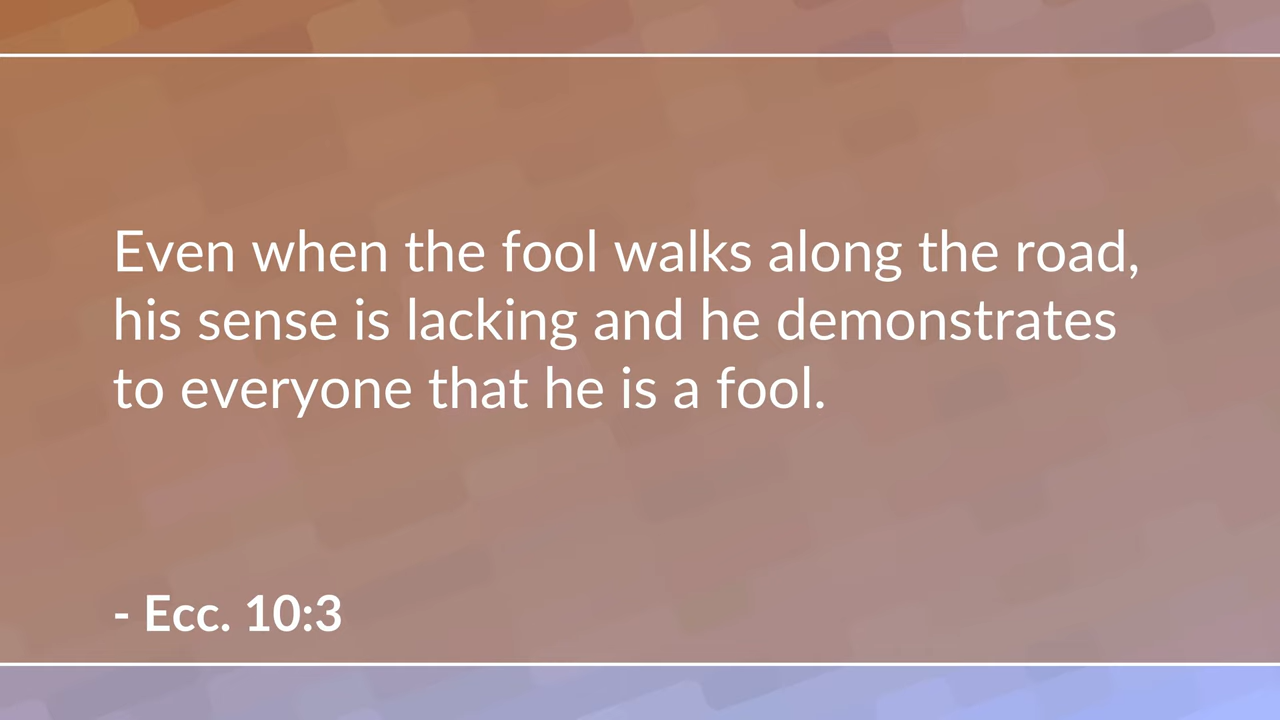 Even when the fool walks along the road,
his sense is lacking and he demonstrates
to everyone that he is a fool.
- Ecc. 10:3